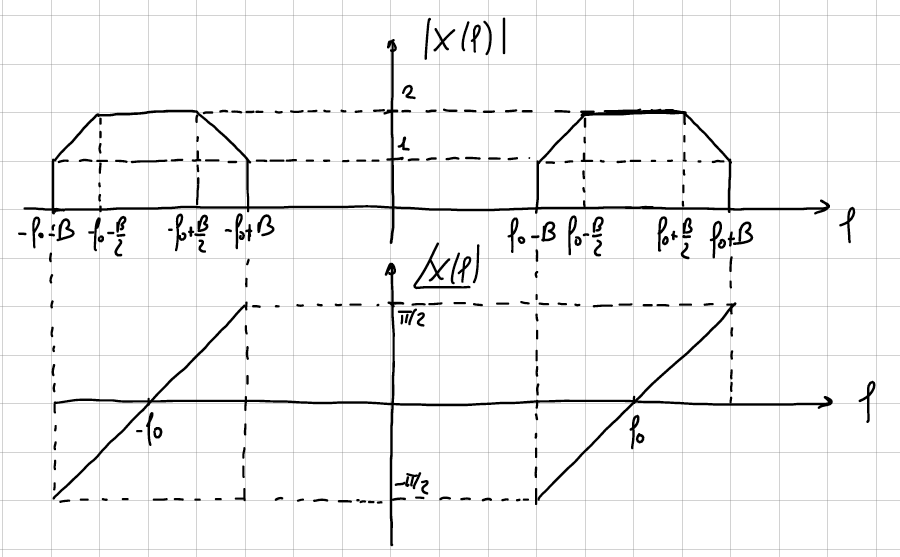 |X(f)|
2
1
-f0-B -f0-B/2 -f0+B/2 -f0+B f0-B f0-B/2 f0+B/2 f0+B f
∠X(f)
π/2
-f0 f0 f
-π/2